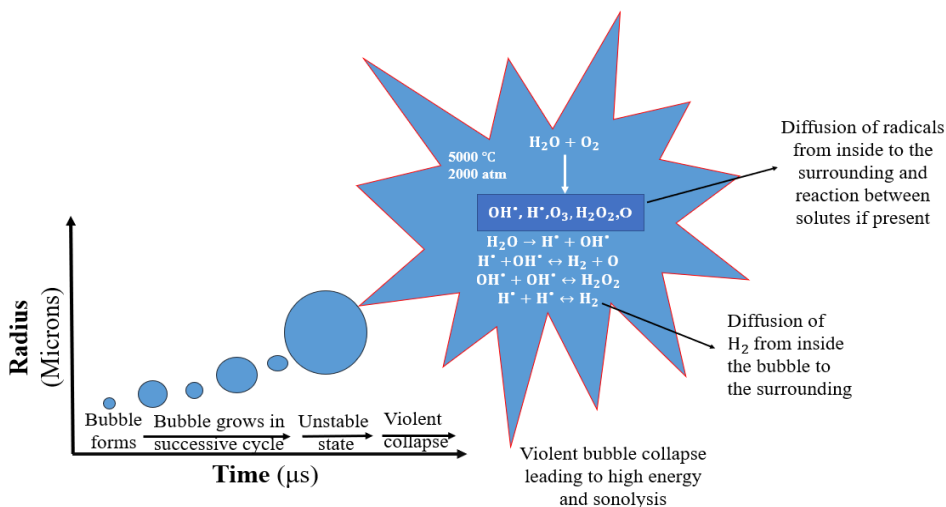 H₂O + O₂
5000 °C
2000 atm
OH•, H•,O₃, H₂O₂,O
H₂O → H• + OH•
H• +OH• ↔ H₂ + O
OH• + OH• ↔ H₂O₂
H• + H• ↔ H₂
Diffusion of radicals
from inside to the
surrounding and
reaction between
solutes if present
Diffusion of
H₂ from inside
the bubble to
the surrounding
Radius
(Microns)
Bubble
forms
Bubble grows in
successive cycle
Unstable
state
Violent
collapse
Time (μs)
Violent bubble collapse
leading to high energy
and sonolysis